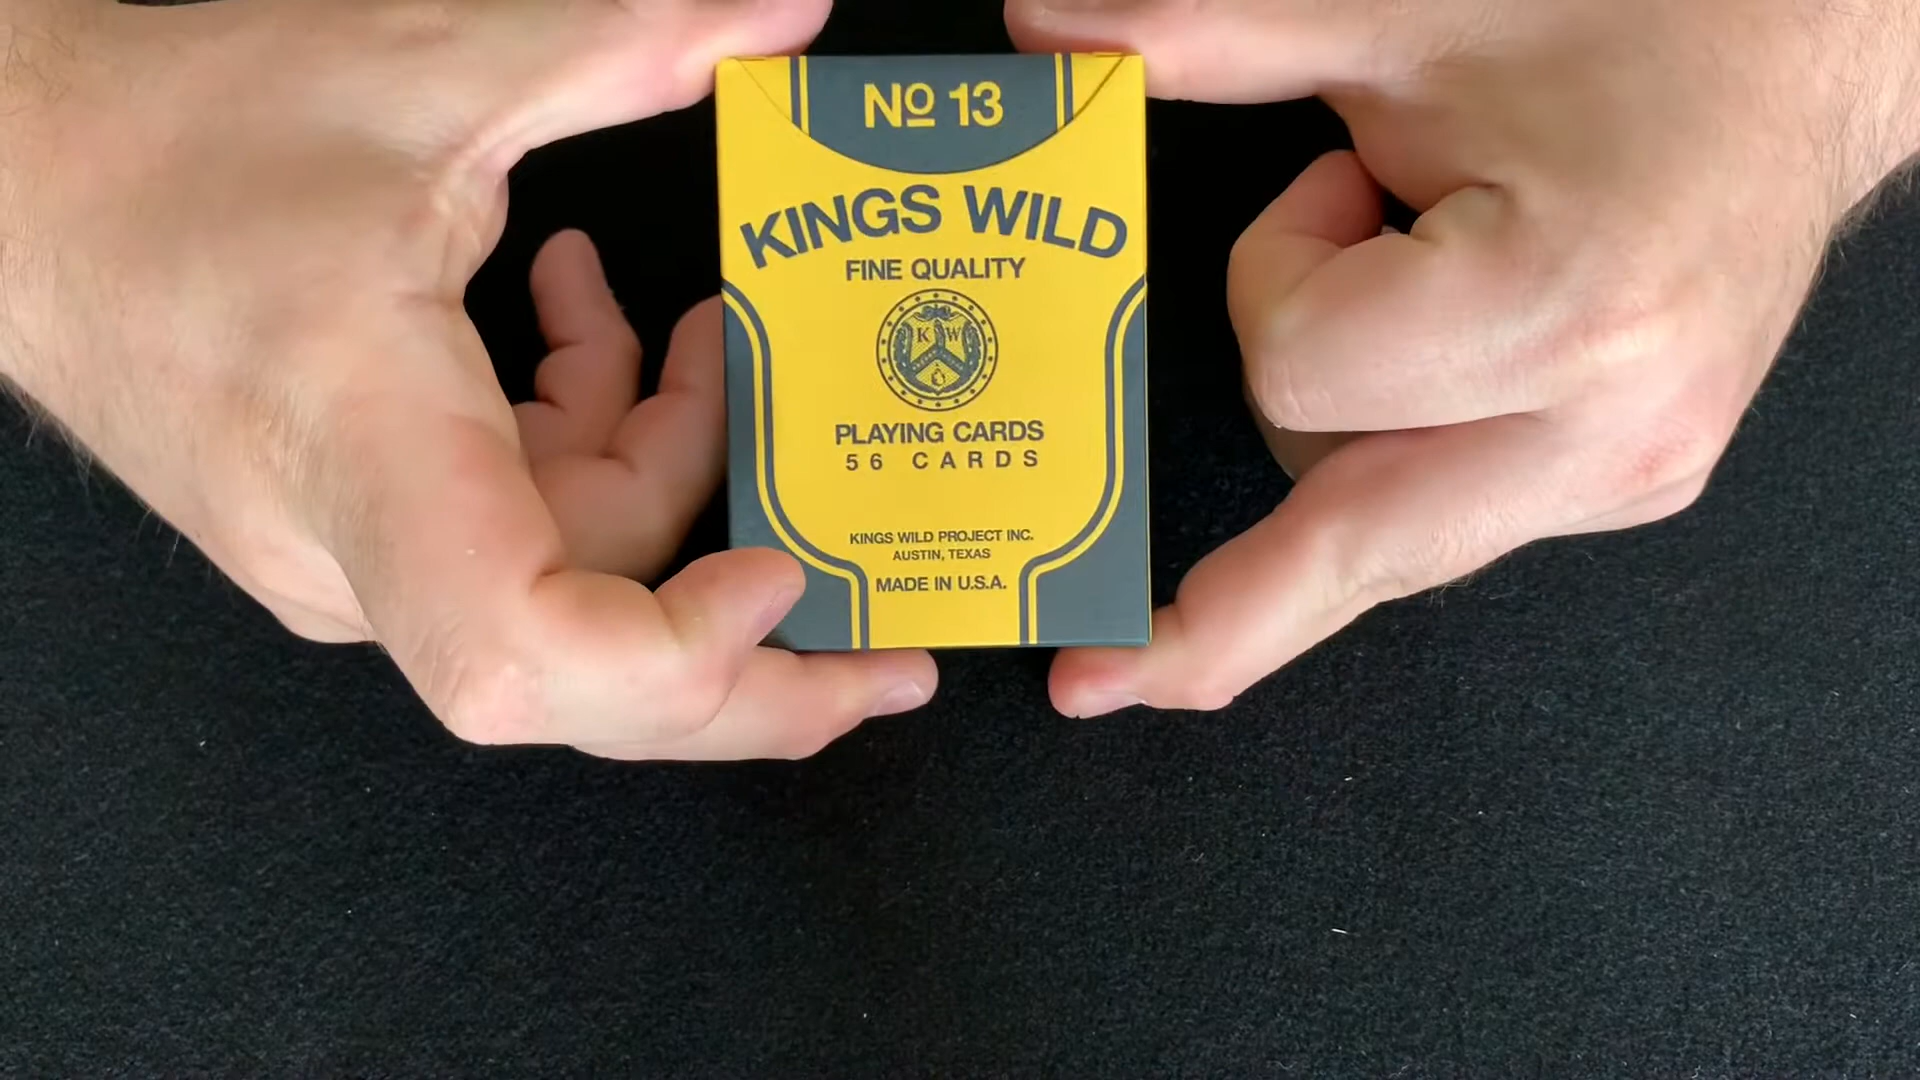 Nº 13
KINGS WILD
FINE QUALITY
K W
PLAYING CARDS
56 CARDS
KINGS WILD PROJECT INC.
AUSTIN, TEXAS
MADE IN U.S.A.